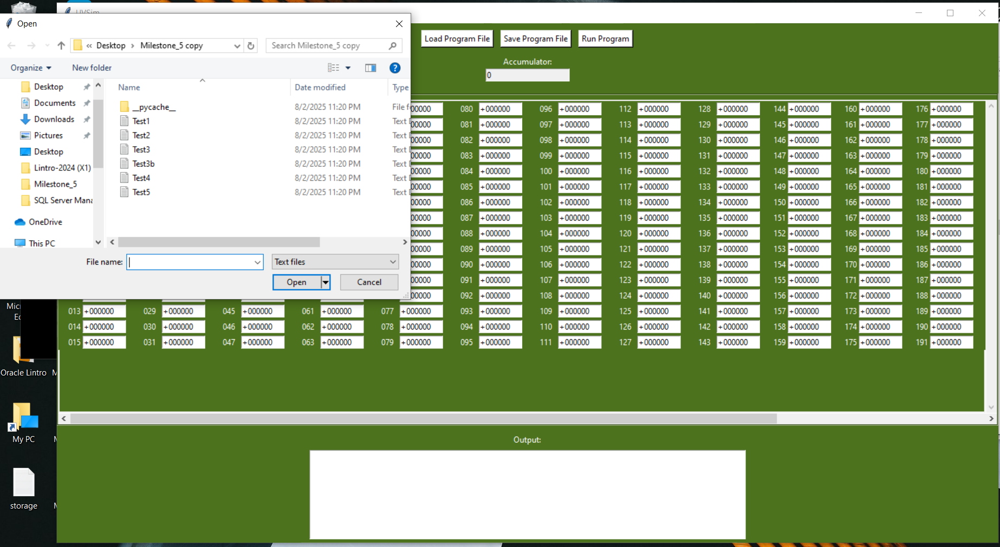 UVSim
Open
« Desktop › Milestone_5 copy
Search Milestone_5 copy
Organize
New folder
?
Desktop
Documents
Downloads
Pictures
Desktop
Lintro-2024 (X1)
Milestone_5
SQL Server Mana
OneDrive
This PC
Name Date modified Type
__pycache__ 8/2/2025 11:20 PM File f
Test1 8/2/2025 11:20 PM Text
Test2 8/2/2025 11:20 PM Text
Test3 8/2/2025 11:20 PM Text
Test3b 8/2/2025 11:20 PM Text
Test4 8/2/2025 11:20 PM Text
Test5 8/2/2025 11:20 PM Text
File name:
Text files
Open
Cancel
Load Program File
Save Program File
Run Program
Accumulator:
0
00000 080 +000000 096 +000000 112 +000000 128 +000000 144 +000000 160 +000000 176 +000000
00000 081 +000000 097 +000000 113 +000000 129 +000000 145 +000000 161 +000000 177 +000000
00000 082 +000000 098 +000000 114 +000000 130 +000000 146 +000000 162 +000000 178 +000000
00000 083 +000000 099 +000000 115 +000000 131 +000000 147 +000000 163 +000000 179 +000000
00000 084 +000000 100 +000000 116 +000000 132 +000000 148 +000000 164 +000000 180 +000000
00000 085 +000000 101 +000000 117 +000000 133 +000000 149 +000000 165 +000000 181 +000000
00000 086 +000000 102 +000000 118 +000000 134 +000000 150 +000000 166 +000000 182 +000000
00000 087 +000000 103 +000000 119 +000000 135 +000000 151 +000000 167 +000000 183 +000000
00000 088 +000000 104 +000000 120 +000000 136 +000000 152 +000000 168 +000000 184 +000000
00000 089 +000000 105 +000000 121 +000000 137 +000000 153 +000000 169 +000000 185 +000000
00000 090 +000000 106 +000000 122 +000000 138 +000000 154 +000000 170 +000000 186 +000000
00000 091 +000000 107 +000000 123 +000000 139 +000000 155 +000000 171 +000000 187 +000000
00000 092 +000000 108 +000000 124 +000000 140 +000000 156 +000000 172 +000000 188 +000000
013 +000000 029 +000000 045 +000000 061 +000000 077 +000000 093 +000000 109 +000000 125 +000000 141 +000000 157 +000000 173 +000000 189 +000000
014 +000000 030 +000000 046 +000000 062 +000000 078 +000000 094 +000000 110 +000000 126 +000000 142 +000000 158 +000000 174 +000000 190 +000000
015 +000000 031 +000000 047 +000000 063 +000000 079 +000000 095 +000000 111 +000000 127 +000000 143 +000000 159 +000000 175 +000000 191 +000000
Output:
Mic
Ec
Oracle Lintro
M
My PC
storage